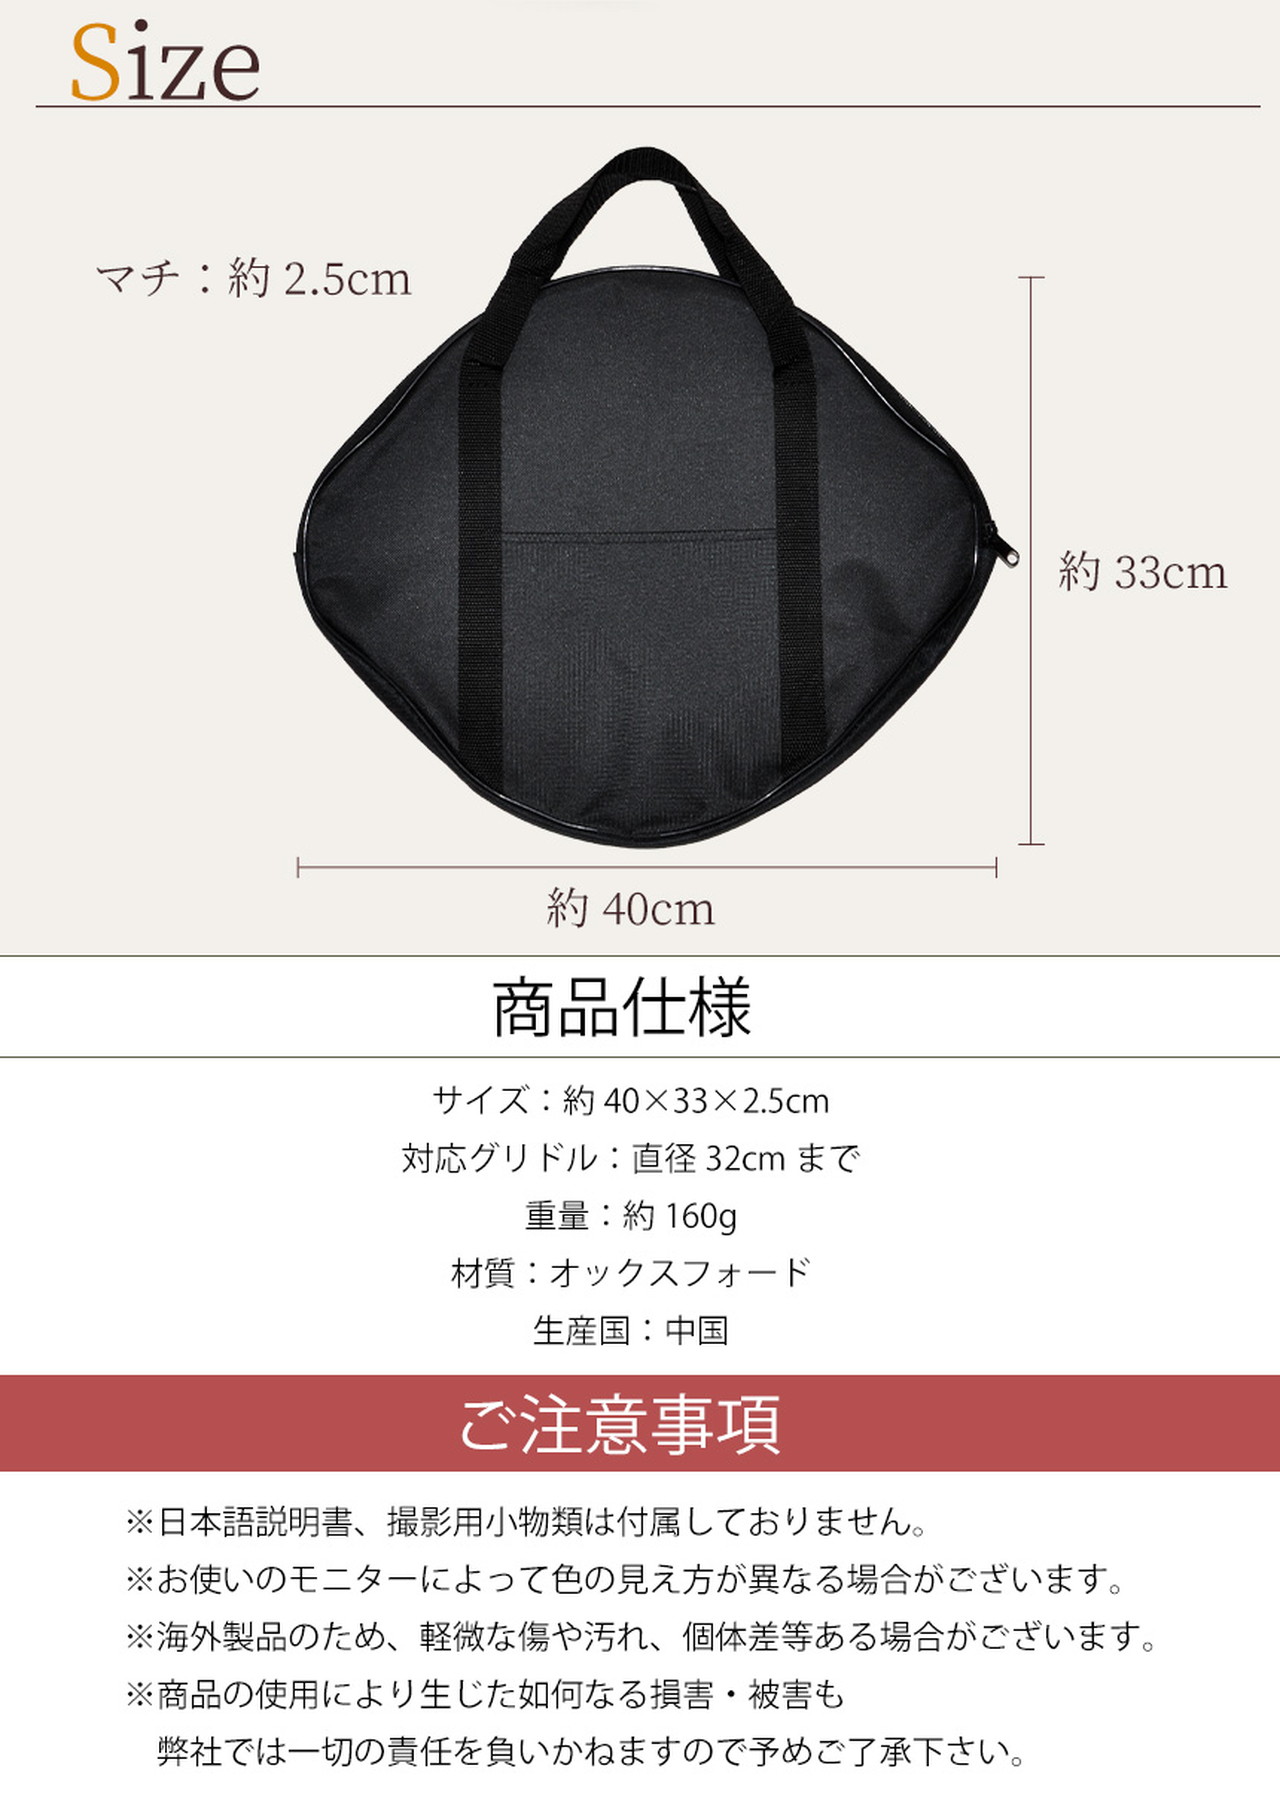 Size
マチ：約 2.5cm
約 33cm
約 40cm
商品仕様
サイズ：約 40×33×2.5cm
対応グリドル：直径 32cm まで
重量：約 160g
材質：オックスフォード
生産国：中国
ご注意事項
※日本語説明書、撮影用小物類は付属しておりません。
※お使いのモニターによって色の見え方が異なる場合がございます。
※海外製品のため、軽微な傷や汚れ、個体差等ある場合がございます。
※商品の使用により生じた如何なる損害・被害も
弊社では一切の責任を負いかねますので予めご了承下さい。